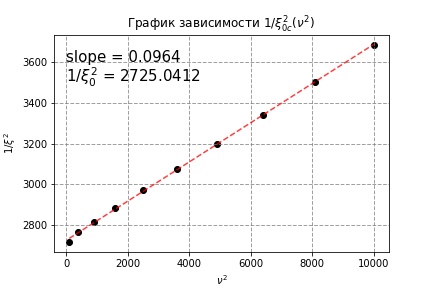 График зависимости 1/ξ²₀c(ν²)
slope = 0.0964
1/ξ²₀ = 2725.0412
3600
3400
3200
3000
2800
1/ξ²
0
2000
4000
6000
8000
10000
ν²